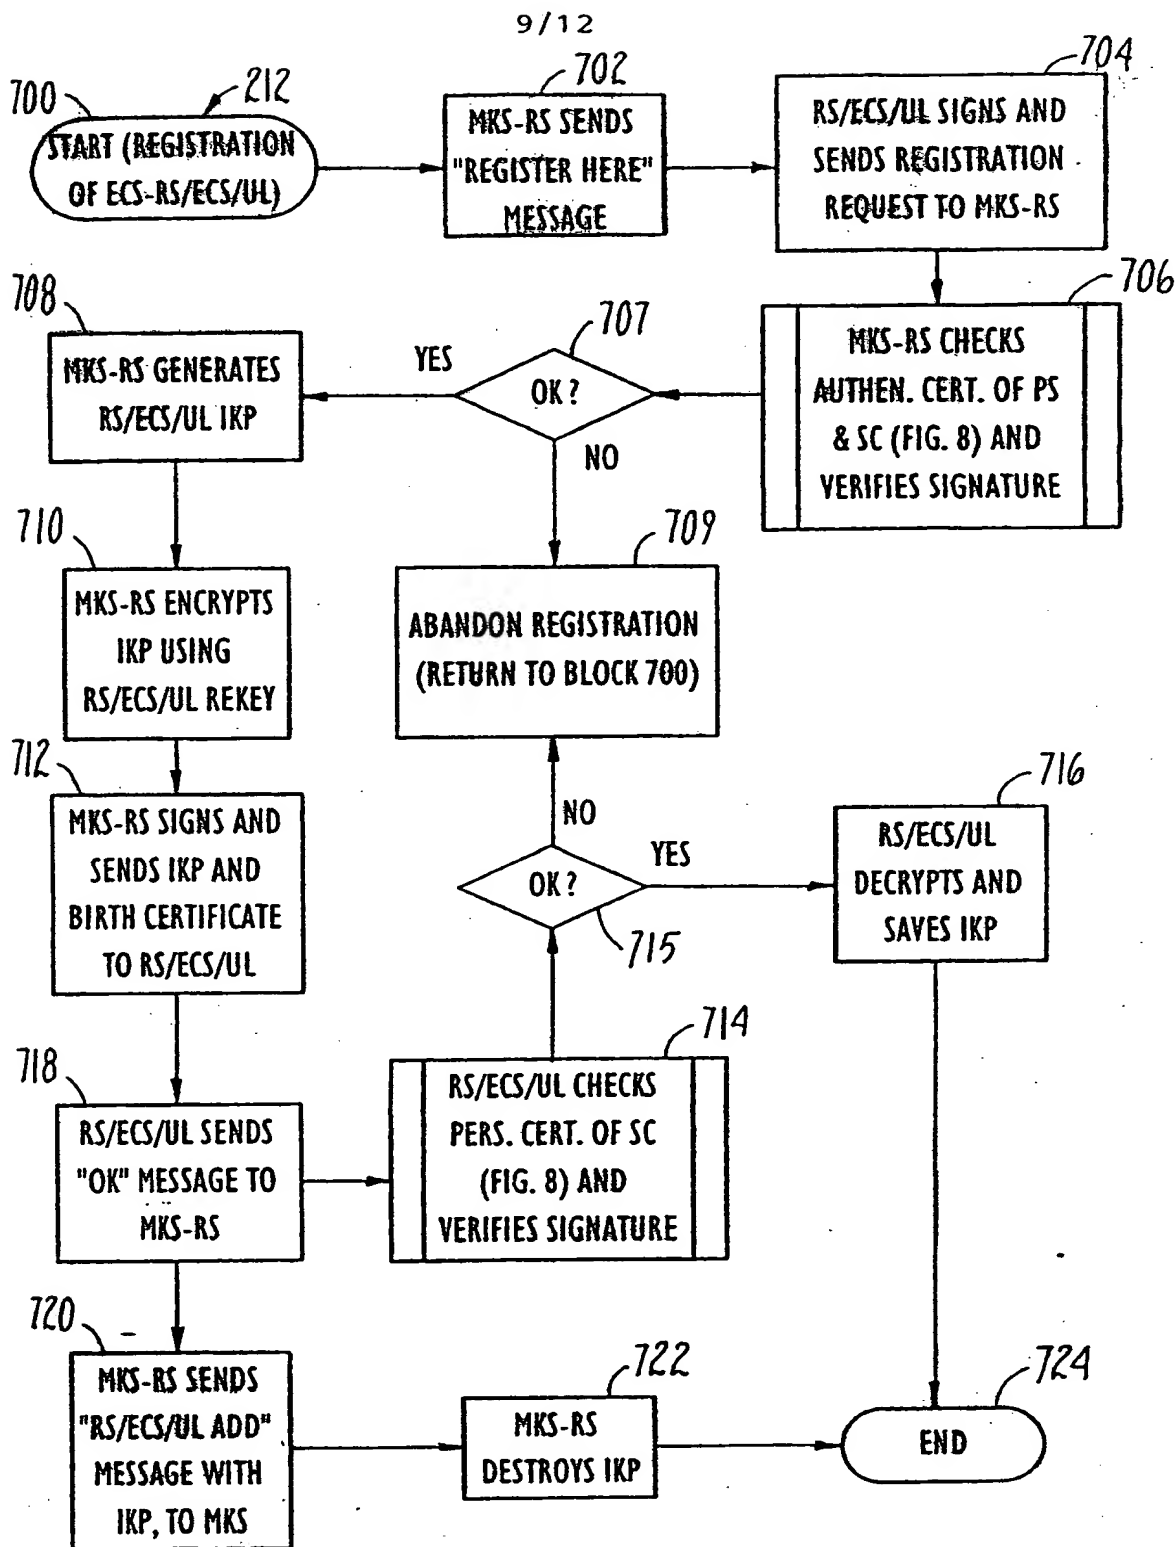 9/12
700
212
START (REGISTRATION
OF ECS-RS/ECS/UL)
702
MKS-RS SENDS
"REGISTER HERE"
MESSAGE
704
RS/ECS/UL SIGNS AND
SENDS REGISTRATION
REQUEST TO MKS-RS
706
MKS-RS CHECKS
AUTHEN. CERT. OF PS
& SC (FIG. 8) AND
VERIFIES SIGNATURE
707
OK?
YES
NO
708
MKS-RS GENERATES
RS/ECS/UL IKP
709
ABANDON REGISTRATION
(RETURN TO BLOCK 700)
710
MKS-RS ENCRYPTS
IKP USING
RS/ECS/UL REKEY
712
MKS-RS SIGNS AND
SENDS IKP AND
BIRTH CERTIFICATE
TO RS/ECS/UL
NO
OK?
YES
715
716
RS/ECS/UL
DECRYPTS AND
SAVES IKP
718
RS/ECS/UL SENDS
"OK" MESSAGE TO
MKS-RS
714
RS/ECS/UL CHECKS
PERS. CERT. OF SC
(FIG. 8) AND
VERIFIES SIGNATURE
720
MKS-RS SENDS
"RS/ECS/UL ADD"
MESSAGE WITH
IKP, TO MKS
722
MKS-RS
DESTROYS IKP
724
END